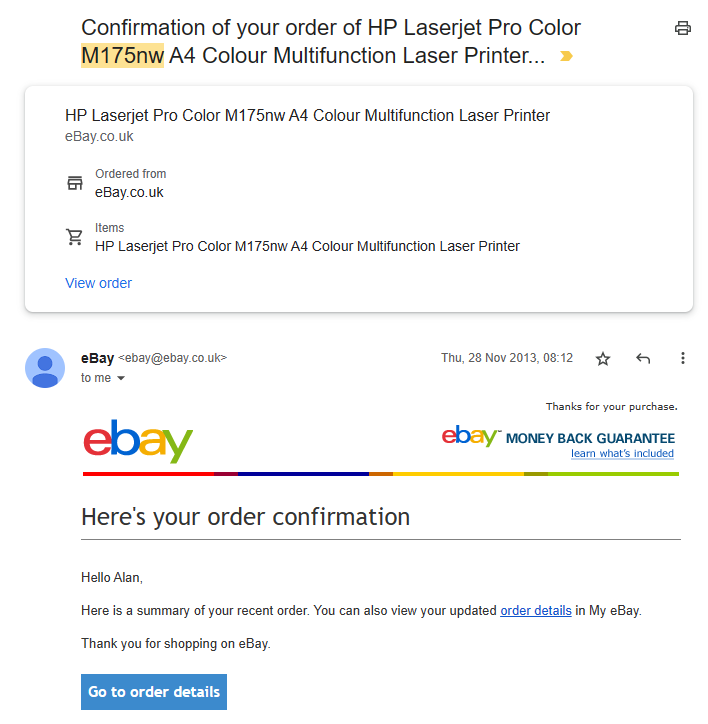 Confirmation of your order of HP Laserjet Pro Color
M175nw A4 Colour Multifunction Laser Printer...
HP Laserjet Pro Color M175nw A4 Colour Multifunction Laser Printer
eBay.co.uk
Ordered from
eBay.co.uk
Items
HP Laserjet Pro Color M175nw A4 Colour Multifunction Laser Printer
View order
eBay <ebay@ebay.co.uk>
Thu, 28 Nov 2013, 08:12
to me
Thanks for your purchase.
ebay
ebay™ MONEY BACK GUARANTEE
learn what's included
Here's your order confirmation
Hello Alan,
Here is a summary of your recent order. You can also view your updated order details in My eBay.
Thank you for shopping on eBay.
Go to order details